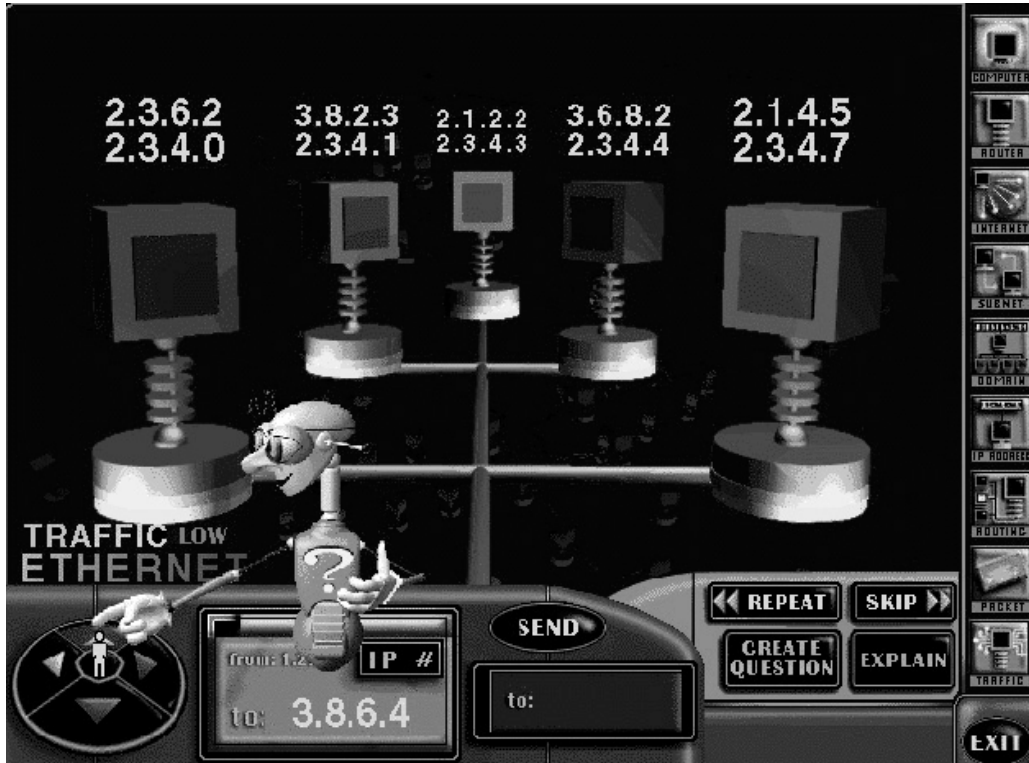 2.3.6.2
2.3.4.0
3.8.2.3
2.3.4.1
2.1.2.2
2.3.4.3
3.6.8.2
2.3.4.4
2.1.4.5
2.3.4.7
COMPUTER
ROUTER
INTERNET
SUBNET
DOMAIN
IP ADDRESS
ROUTING
PACKET
TRAFFIC
TRAFFIC LOW
ETHERNET
?
from: 1.2.
IP #
to: 3.8.6.4
SEND
to:
REPEAT
SKIP
CREATE QUESTION
EXPLAIN
EXIT